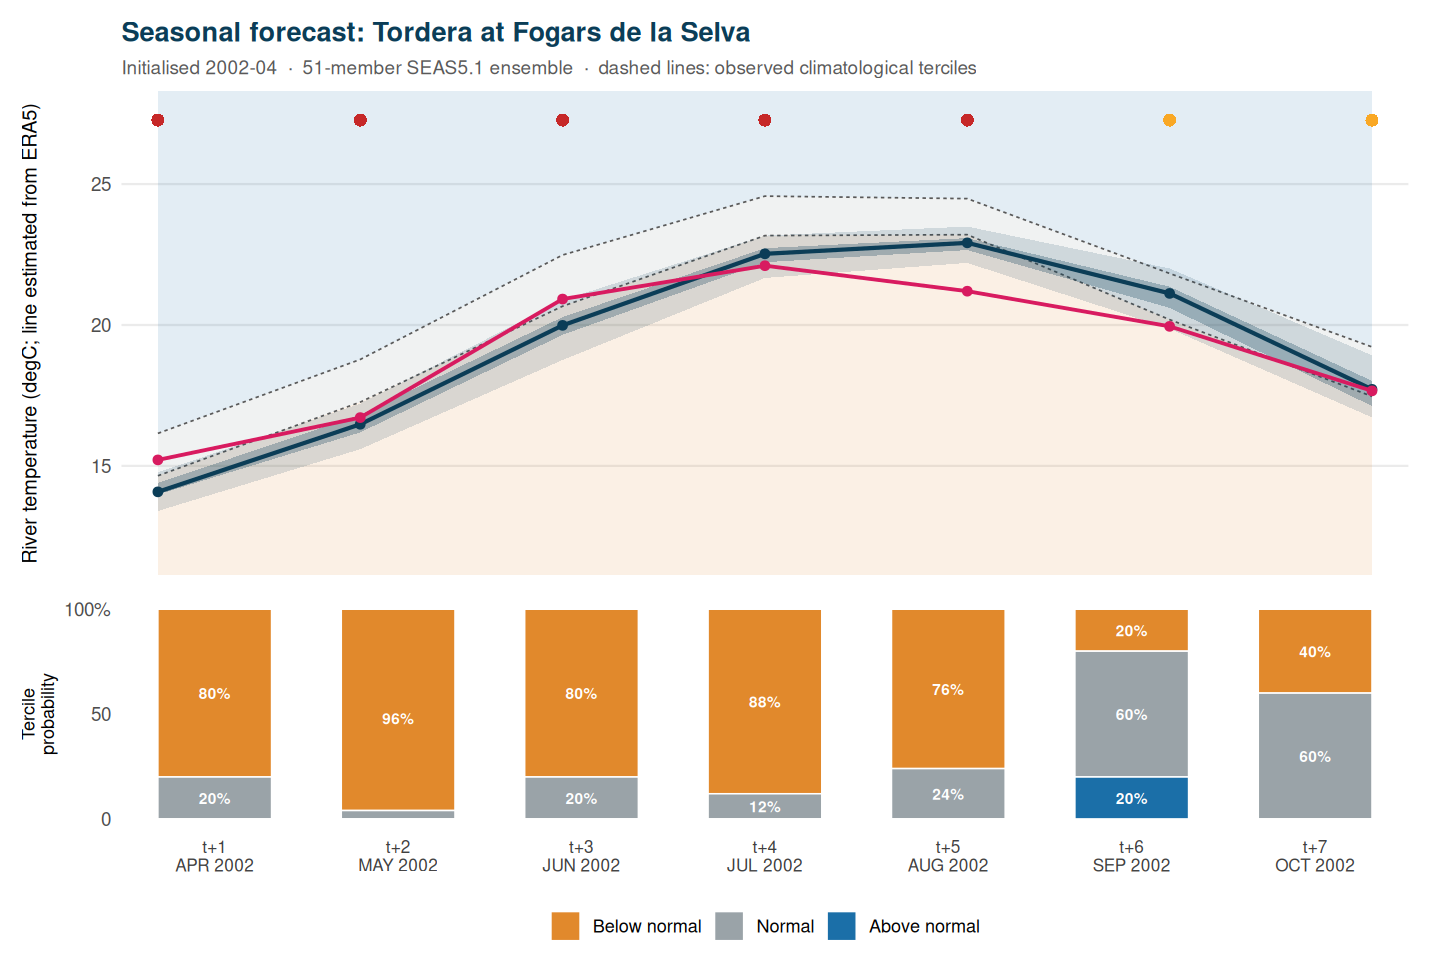 Seasonal forecast: Tordera at Fogars de la Selva
Initialised 2002-04 · 51-member SEAS5.1 ensemble · dashed lines: observed climatological terciles
River temperature (degC; line estimated from ERA5)
25
20
15
Tercile
probability
100%
50
0
80%
20%
96%
80%
20%
88%
12%
76%
24%
20%
60%
20%
40%
60%
t+1
APR 2002
t+2
MAY 2002
t+3
JUN 2002
t+4
JUL 2002
t+5
AUG 2002
t+6
SEP 2002
t+7
OCT 2002
Below normal
Normal
Above normal